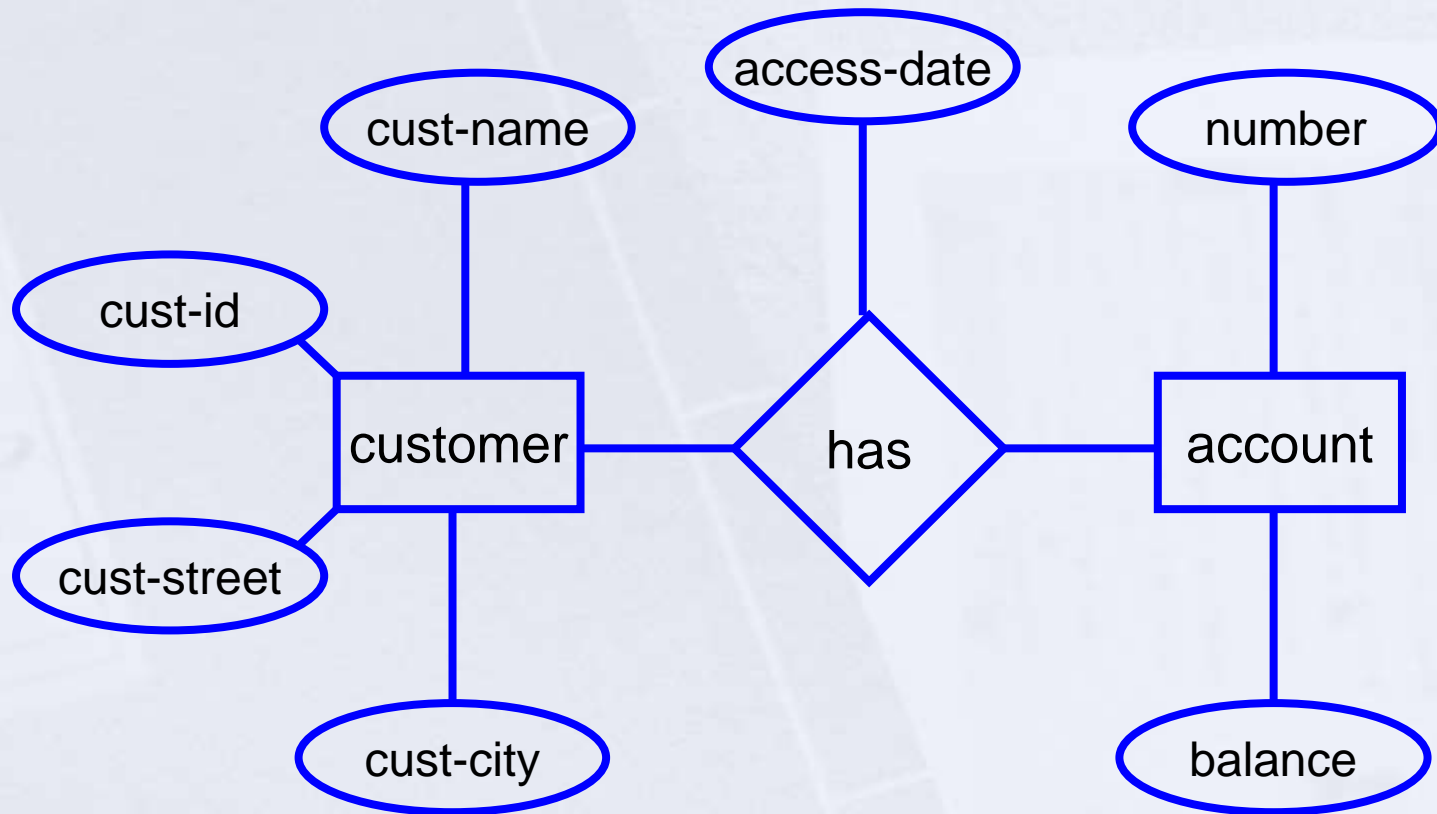 access-date
cust-name
number
cust-id
customer
has
account
cust-street
cust-city
balance